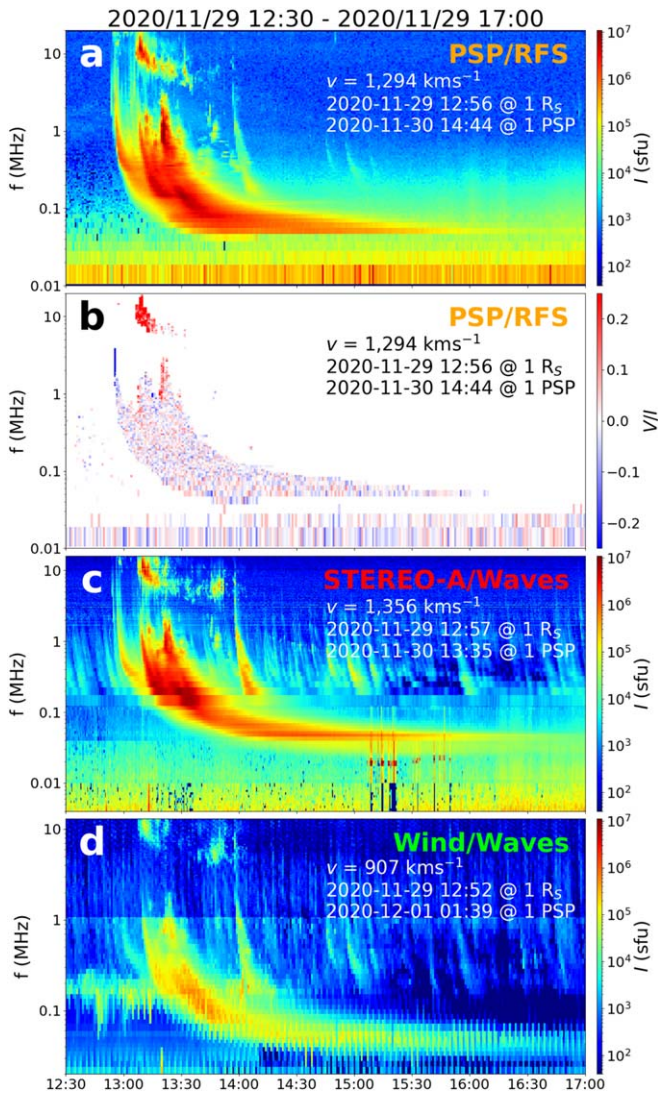 2020/11/29 12:30 - 2020/11/29 17:00
a
PSP/RFS
v = 1,294 kms⁻¹
2020-11-29 12:56 @ 1 R_S
2020-11-30 14:44 @ 1 PSP
10
1
0.1
0.01
f (MHz)
10⁷
10⁶
10⁵
10⁴
10³
10²
I (sfu)
b
PSP/RFS
v = 1,294 kms⁻¹
2020-11-29 12:56 @ 1 R_S
2020-11-30 14:44 @ 1 PSP
10
1
0.1
0.01
f (MHz)
0.2
0.1
0.0
−0.1
−0.2
V/I
c
STEREO-A/Waves
v = 1,356 kms⁻¹
2020-11-29 12:57 @ 1 R_S
2020-11-30 13:35 @ 1 PSP
10
1
0.1
0.01
f (MHz)
10⁷
10⁶
10⁵
10⁴
10³
10²
I (sfu)
d
Wind/Waves
v = 907 kms⁻¹
2020-11-29 12:52 @ 1 R_S
2020-12-01 01:39 @ 1 PSP
10
1
0.1
f (MHz)
10⁷
10⁶
10⁵
10⁴
10³
10²
I (sfu)
12:30 13:00 13:30 14:00 14:30 15:00 15:30 16:00 16:30 17:00